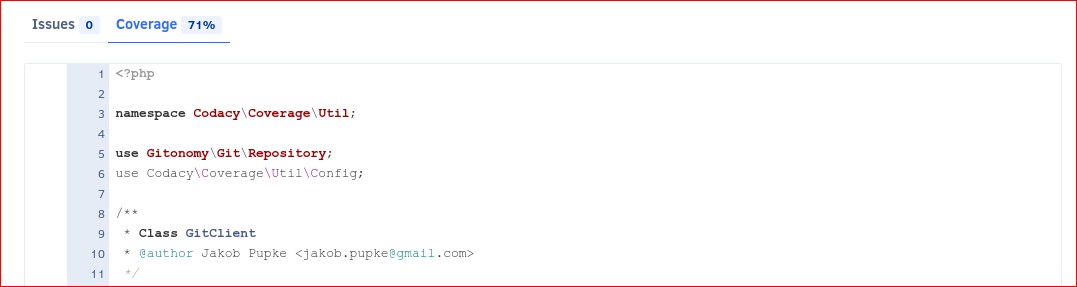 Issues 0 Coverage 71%
1 <?php
2
3 namespace Codacy\Coverage\Util;
4
5 use Gitonomy\Git\Repository;
6 use Codacy\Coverage\Util\Config;
7
8 /**
9 * Class GitClient
10 * @author Jakob Pupke <jakob.pupke@gmail.com>
11 */